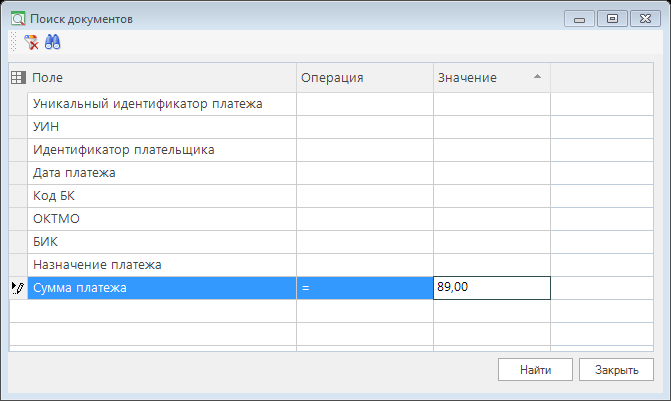 Поиск документов
Поле Операция Значение
Уникальный идентификатор платежа
УИН
Идентификатор плательщика
Дата платежа
Код БК
ОКТМО
БИК
Назначение платежа
Сумма платежа = 89,00
Найти Закрыть